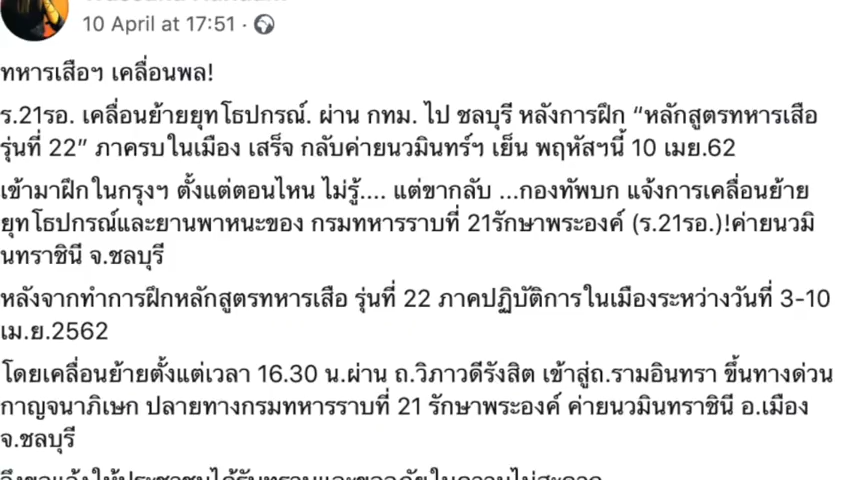 10 April at 17:51 ·
ทหารเสือฯ เคลื่อนพล!
ร.21รอ. เคลื่อนย้ายยุทโธปกรณ์. ผ่าน กทม. ไป ชลบุรี หลังการฝึก “หลักสูตรทหารเสือ
รุ่นที่ 22” ภาครบในเมือง เสร็จ กลับค่ายนวมินทร์ฯ เย็น พฤหัสฯนี้ 10 เมย.62
เข้ามาฝึกในกรุงฯ ตั้งแต่ตอนไหน ไม่รู้.... แต่ขากลับ ...กองทัพบก แจ้งการเคลื่อนย้าย
ยุทโธปกรณ์และยานพาหนะของ กรมทหารราบที่ 21รักษาพระองค์ (ร.21รอ.)!ค่ายนวมิ
นทราชินี จ.ชลบุรี
หลังจากทำการฝึกหลักสูตรทหารเสือ รุ่นที่ 22 ภาคปฏิบัติการในเมืองระหว่างวันที่ 3-10
เม.ย.2562
โดยเคลื่อนย้ายตั้งแต่เวลา 16.30 น.ผ่าน ถ.วิภาวดีรังสิต เข้าสู่ถ.รามอินทรา ขึ้นทางด่วน
กาญจนาภิเษก ปลายทางกรมทหารราบที่ 21 รักษาพระองค์ ค่ายนวมินทราชินี อ.เมือง
จ.ชลบุรี